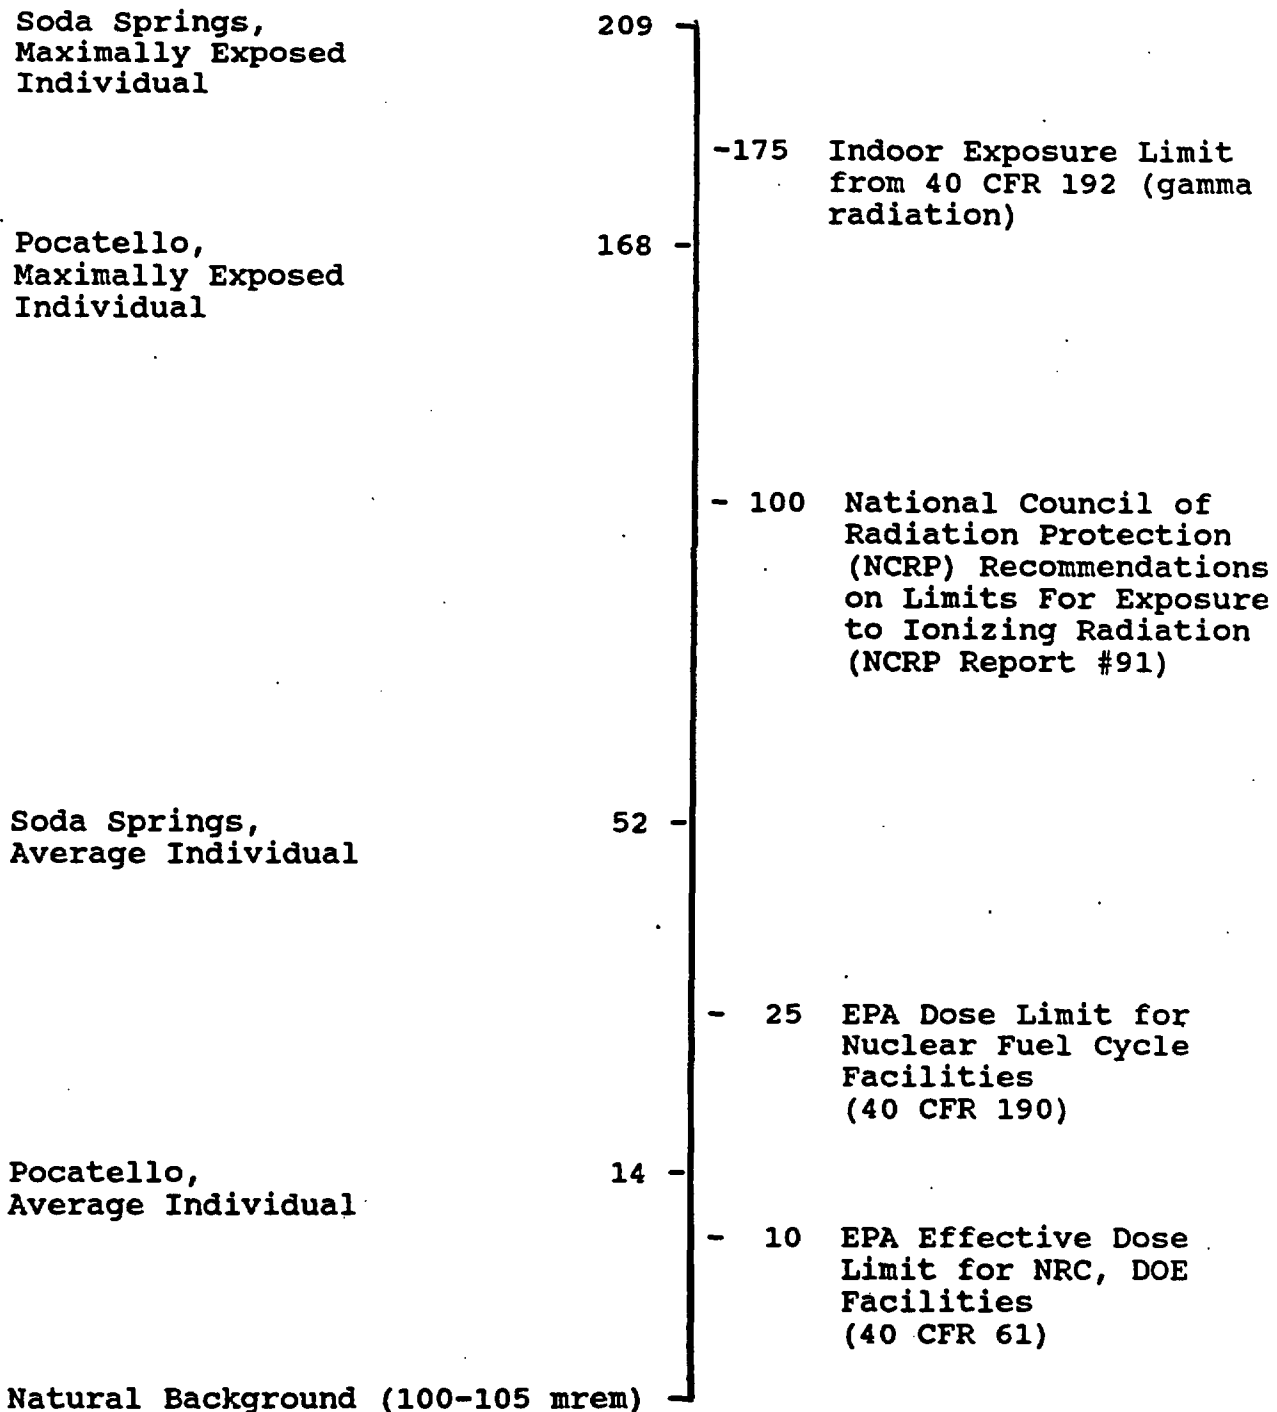 Soda Springs,
Maximally Exposed
Individual
209 -
-175 Indoor Exposure Limit
from 40 CFR 192 (gamma
radiation)
Pocatello,
Maximally Exposed
Individual
168 -
- 100 National Council of
Radiation Protection
(NCRP) Recommendations
on Limits For Exposure
to Ionizing Radiation
(NCRP Report #91)
Soda Springs,
Average Individual
52 -
- 25 EPA Dose Limit for
Nuclear Fuel Cycle
Facilities
(40 CFR 190)
Pocatello,
Average Individual
14 -
- 10 EPA Effective Dose
Limit for NRC, DOE
Facilities
(40 CFR 61)
Natural Background (100-105 mrem) -